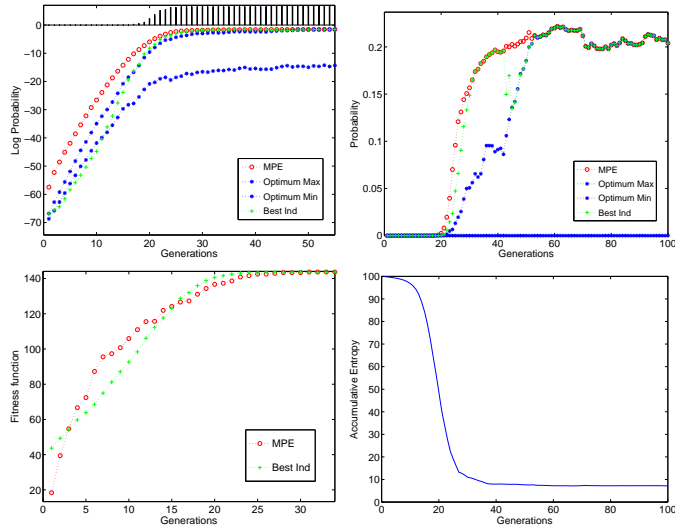 0
−10
−20
−30
−40
−50
−60
−70
Log Probability
0 10 20 30 40 50
Generations
MPE
Optimum Max
Optimum Min
Best Ind
0.2
0.15
0.1
0.05
0
Probability
0 20 40 60 80 100
Generations
MPE
Optimum Max
Optimum Min
Best Ind
140
120
100
80
60
40
20
Fitness function
0 5 10 15 20 25 30
Generations
MPE
Best Ind
100
90
80
70
60
50
40
30
20
10
0
Accumulative Entropy
0 20 40 60 80 100
Generations